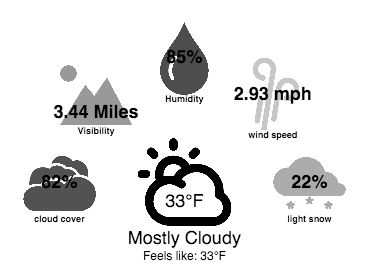 85%
Humidity
3.44 Miles
Visibility
2.93 mph
wind speed
82%
cloud cover
33°F
22%
light snow
Mostly Cloudy
Feels like: 33°F